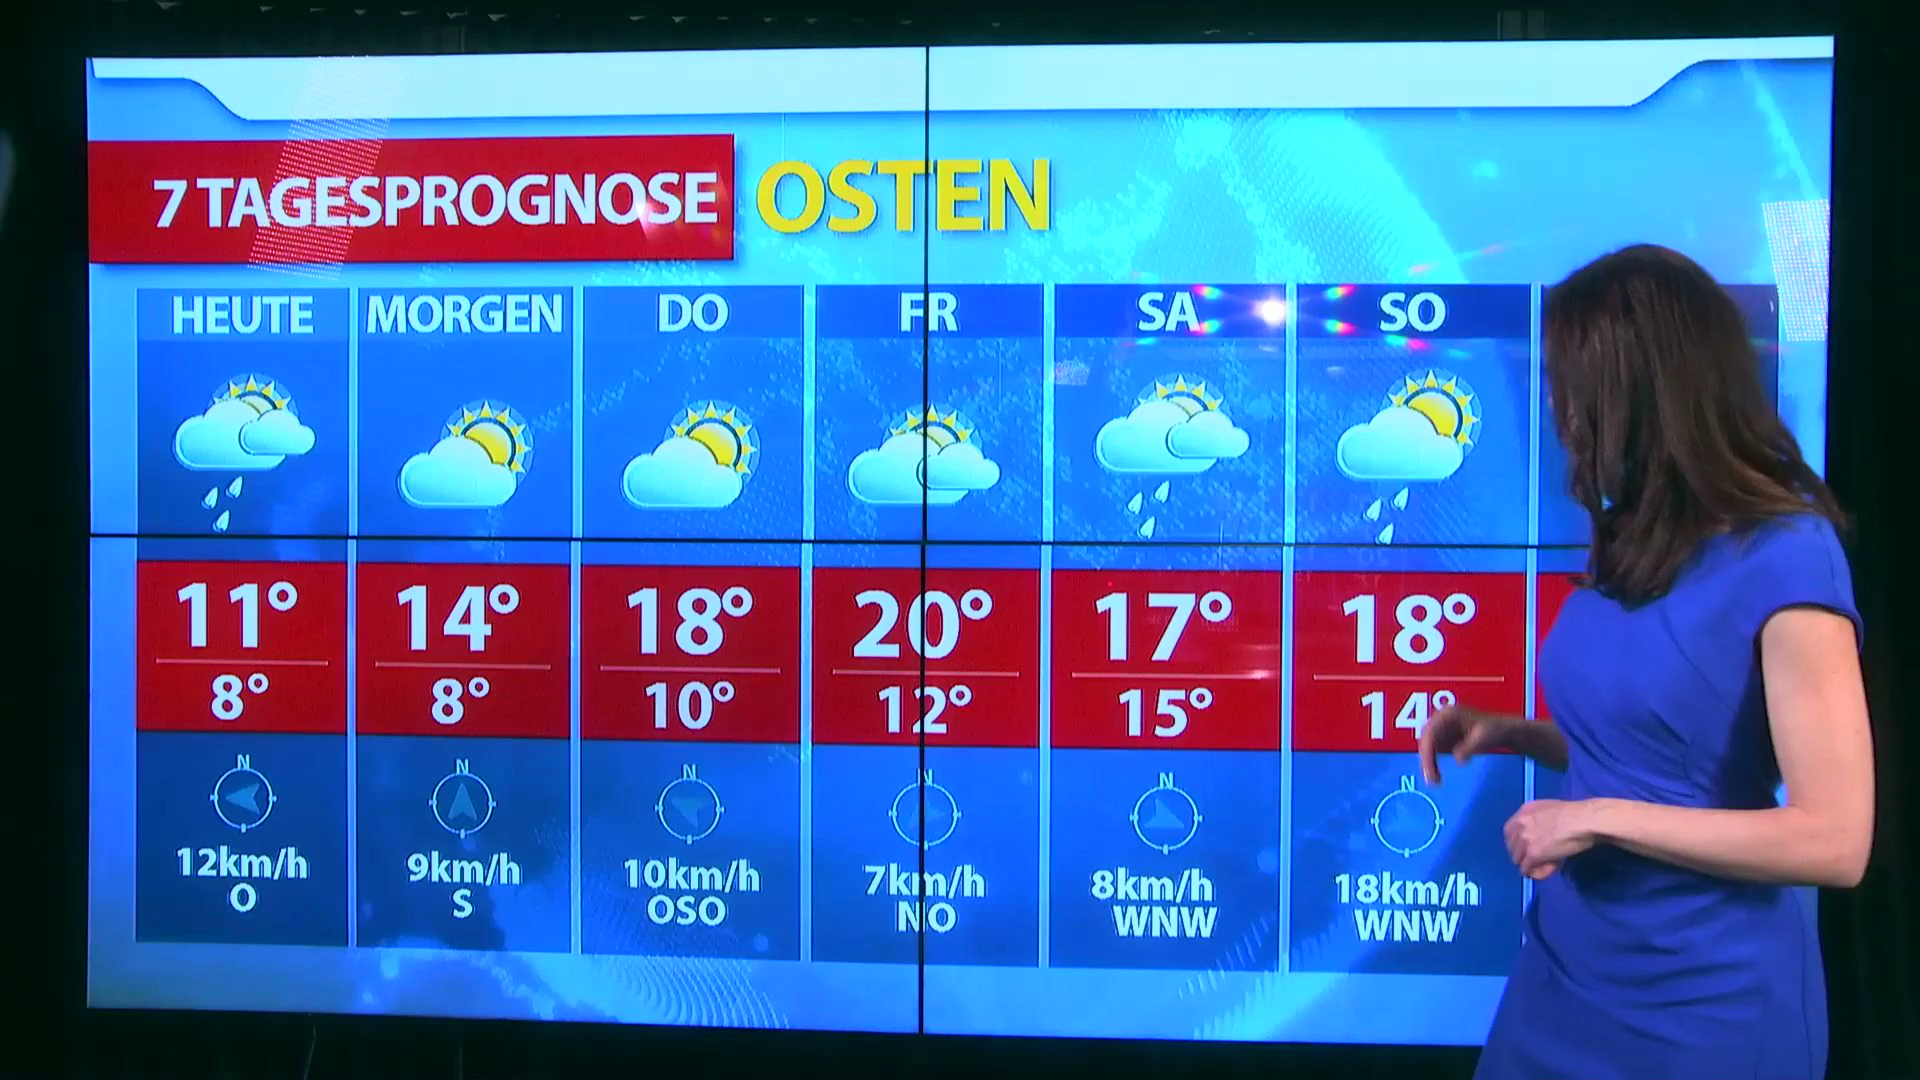 7 TAGESPROGNOSE OSTEN
HEUTE MORGEN DO FR SA SO
11° 14° 18° 20° 17° 18°
8° 8° 10° 12° 15° 14°
N N N N N N
12km/h 9km/h 10km/h 7km/h 8km/h 18km/h
O S OSO NO WNW WNW